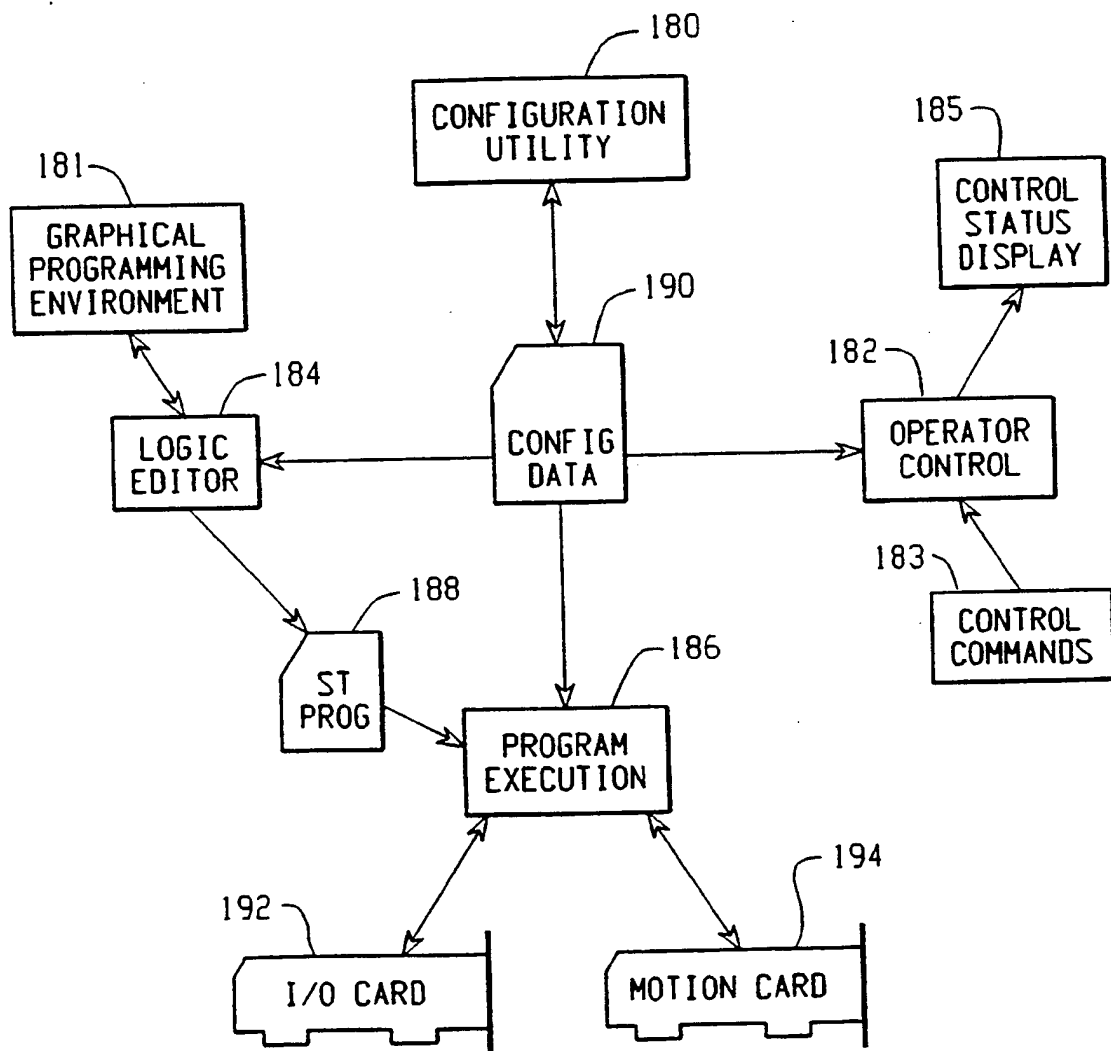 180
CONFIGURATION
UTILITY
185
CONTROL
STATUS
DISPLAY
181
GRAPHICAL
PROGRAMMING
ENVIRONMENT
190
CONFIG
DATA
184
LOGIC
EDITOR
182
OPERATOR
CONTROL
183
CONTROL
COMMANDS
188
ST
PROG
186
PROGRAM
EXECUTION
192
I/O CARD
194
MOTION CARD